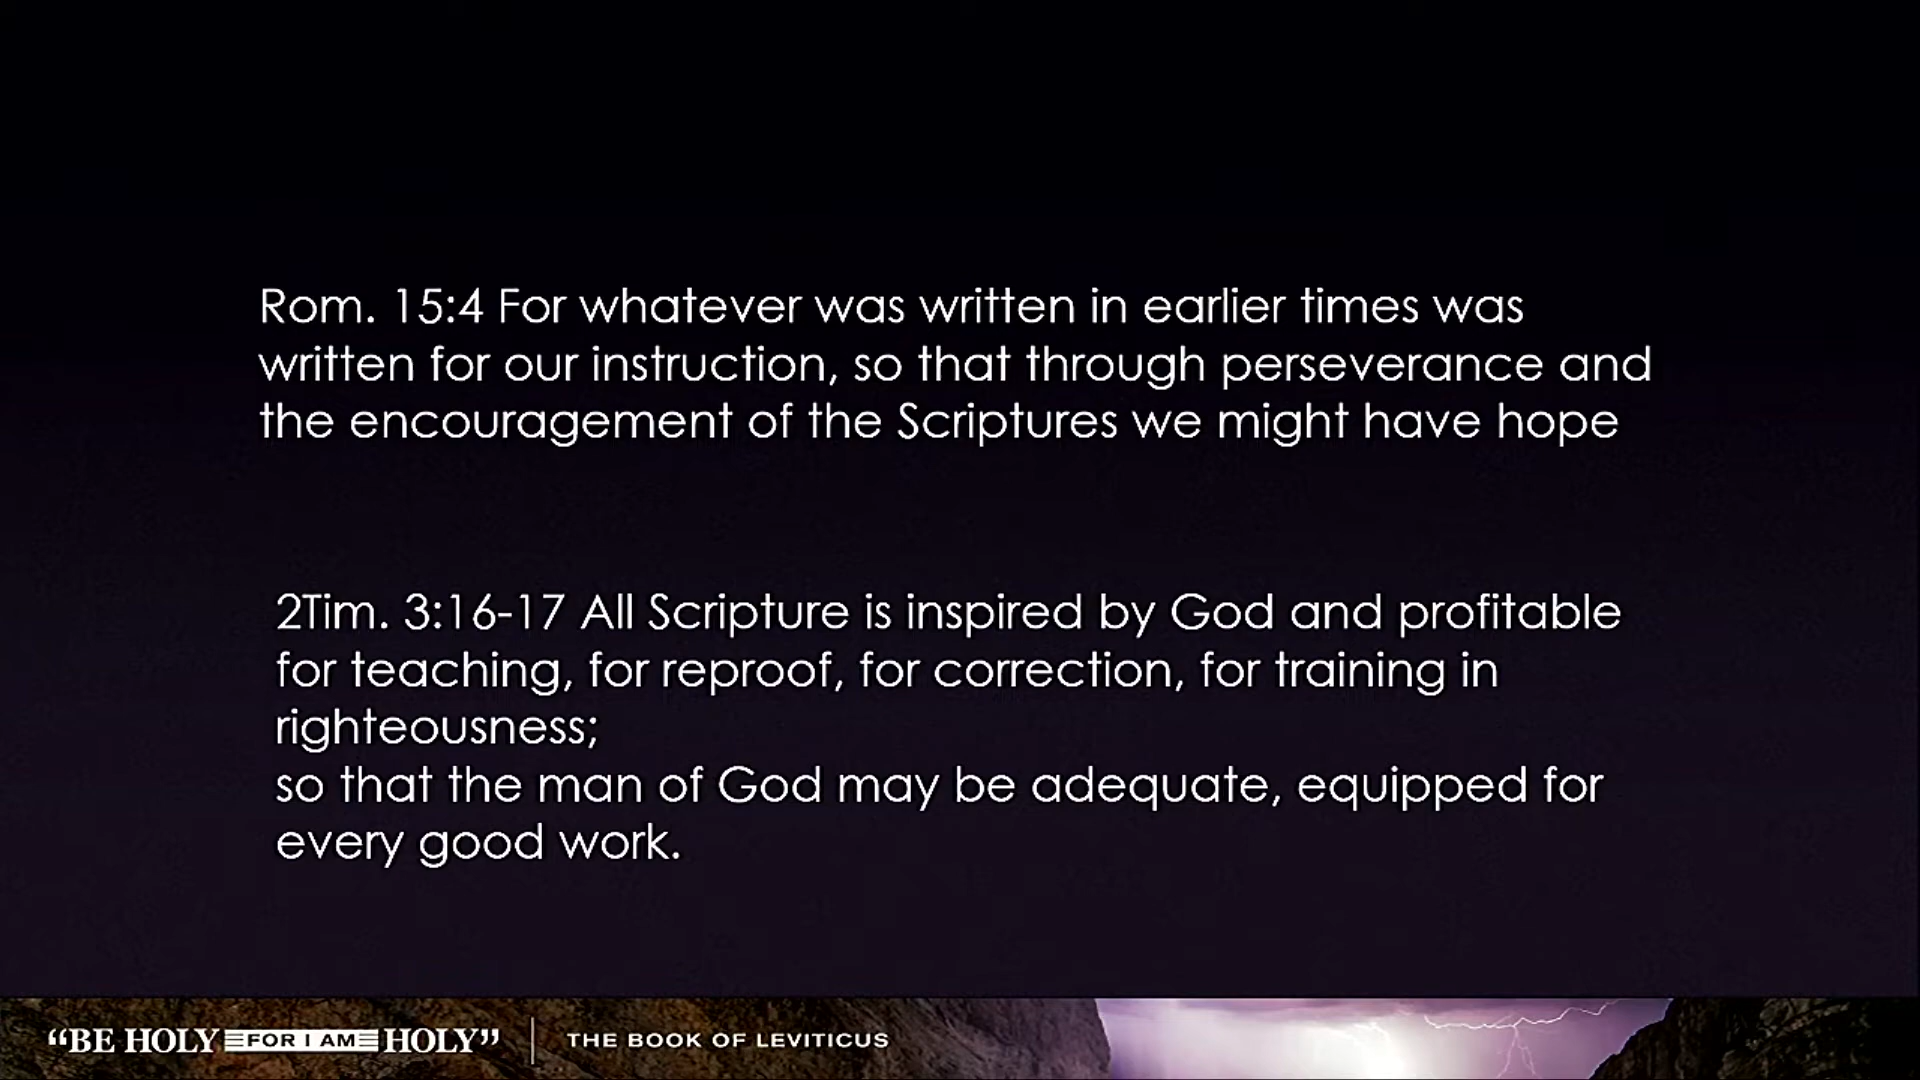 Rom. 15:4 For whatever was written in earlier times was
written for our instruction, so that through perseverance and
the encouragement of the Scriptures we might have hope
2Tim. 3:16-17 All Scripture is inspired by God and profitable
for teaching, for reproof, for correction, for training in
righteousness;
so that the man of God may be adequate, equipped for
every good work.
“BE HOLY FOR I AM HOLY” | THE BOOK OF LEVITICUS